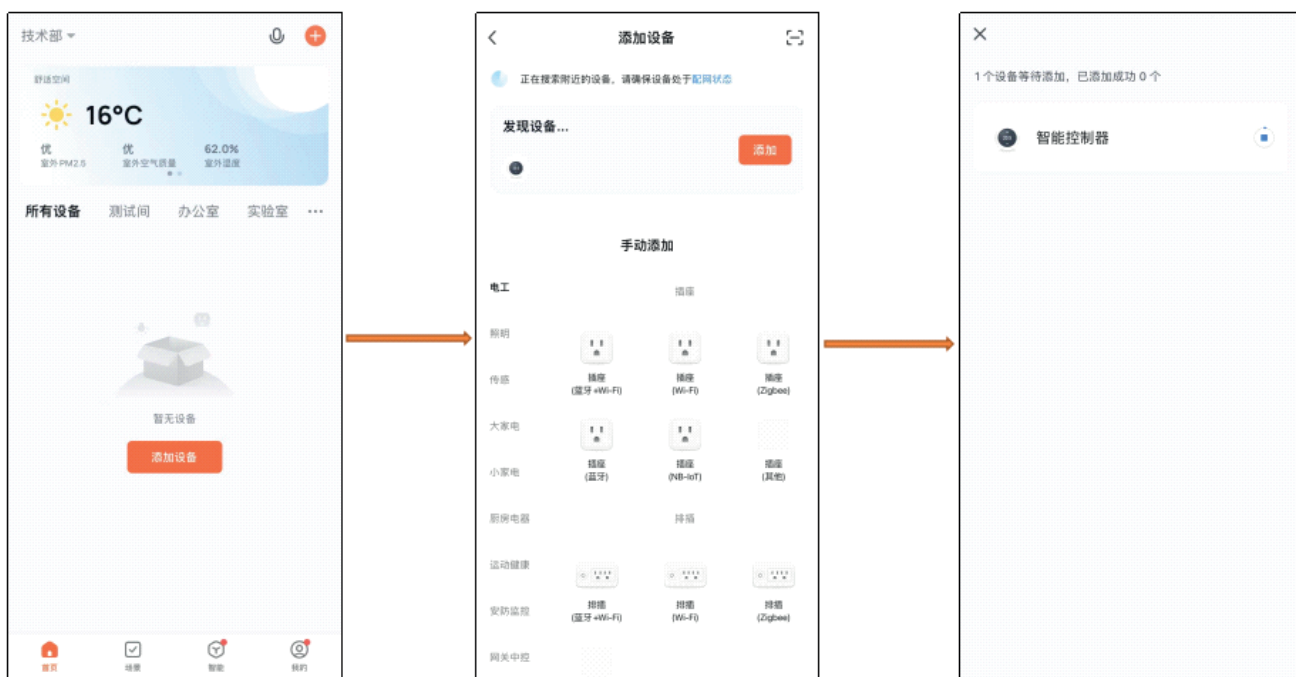 技术部
舒适空间
16°C
优 优 62.0%
室外 PM2.5 室外空气质量 室外湿度
所有设备 测试间 办公室 实验室 ...
暂无设备
添加设备
首页 场景 智能 我的
添加设备
正在搜索附近的设备，请确保设备处于配网状态
发现设备...
添加
手动添加
电工
照明
传感
大家电
小家电
厨房电器
运动健康
安防监控
网关中控
插座
插座 插座 插座
(蓝牙+Wi-Fi) (Wi-Fi) (Zigbee)
插座 插座 插座
(蓝牙) (NB-IoT) (其他)
排插
排插 排插 排插
(蓝牙+Wi-Fi) (Wi-Fi) (Zigbee)
1个设备等待添加，已添加成功 0 个
智能控制器